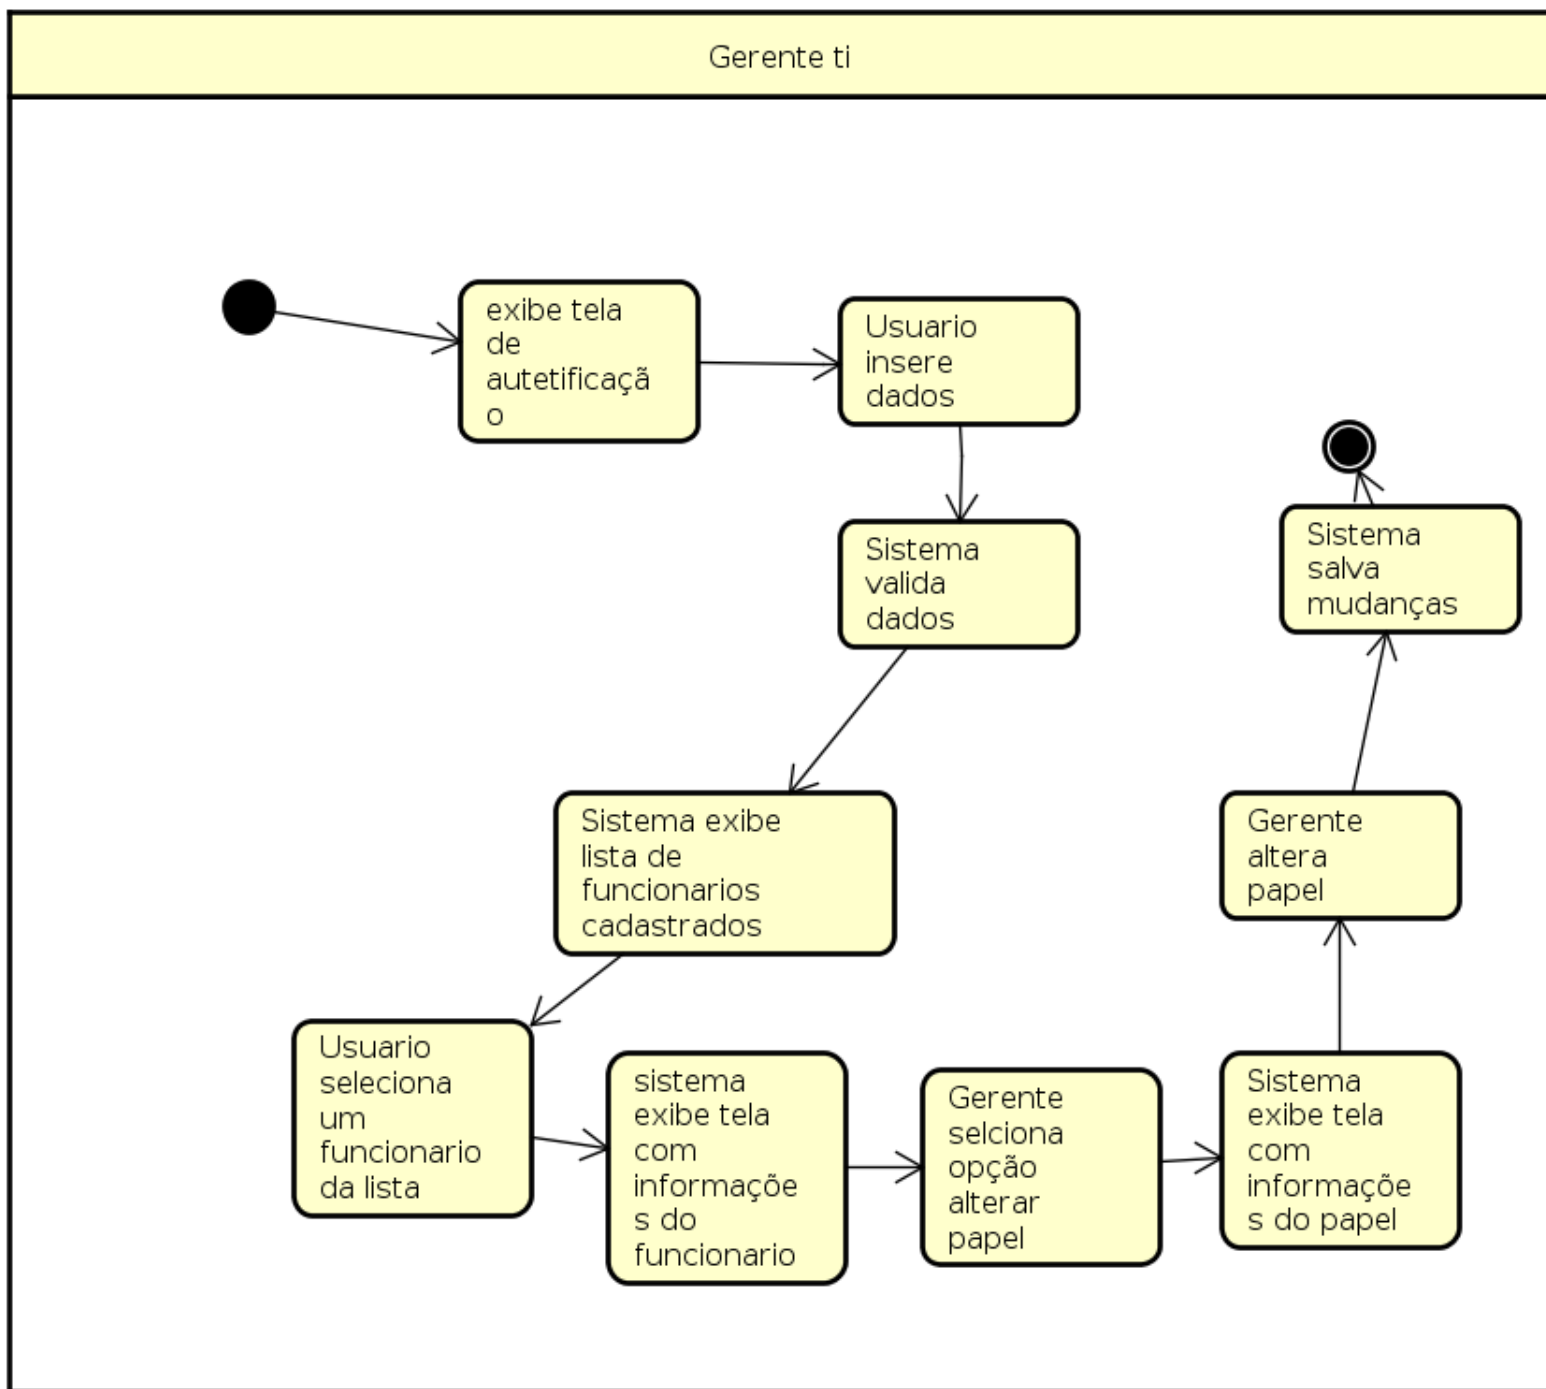 Gerente ti
exibe tela
de
autetificaçã
o
Usuario
insere
dados
Sistema
valida
dados
Sistema exibe
lista de
funcionarios
cadastrados
Usuario
seleciona
um
funcionario
da lista
sistema
exibe tela
com
informaçõe
s do
funcionario
Gerente
selciona
opção
alterar
papel
Sistema
exibe tela
com
informaçõe
s do papel
Gerente
altera
papel
Sistema
salva
mudanças